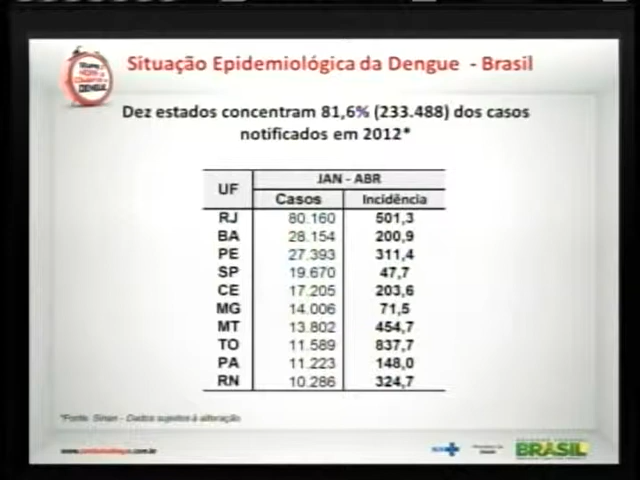 Situação Epidemiológica da Dengue - Brasil
DENGUE
Dez estados concentram 81,6% (233.488) dos casos
notificados em 2012*
UF JAN - ABR
Casos Incidência
RJ 80.160 501,3
BA 28.154 200,9
PE 27.393 311,4
SP 19.670 47,7
CE 17.205 203,6
MG 14.006 71,5
MT 13.802 454,7
TO 11.589 837,7
PA 11.223 148,0
RN 10.286 324,7
*Fonte: Sinan - Dados sujeitos à alteração
BRASIL